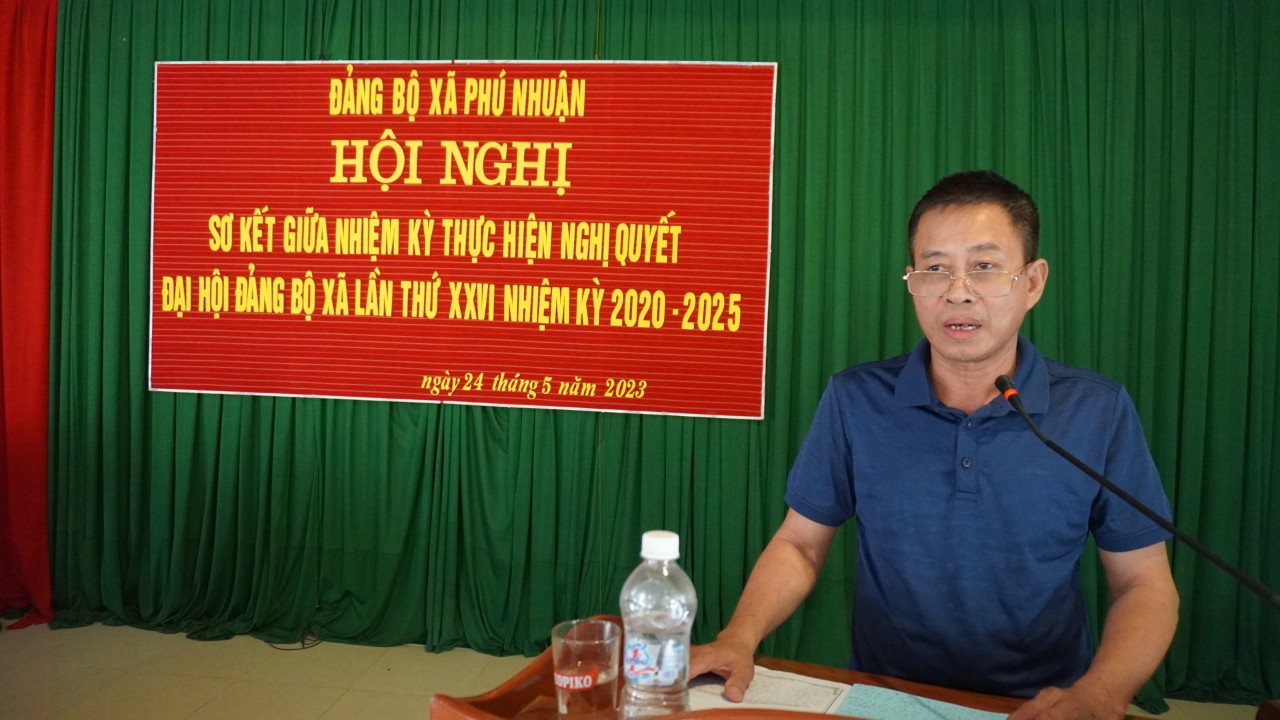 ĐẢNG BỘ XÃ PHÚ NHUẬN
HỘI NGHỊ
SƠ KẾT GIỮA NHIỆM KỲ THỰC HIỆN NGHỊ QUYẾT
ĐẠI HỘI ĐẢNG BỘ XÃ LẦN THỨ XXVI NHIỆM KỲ 2020 - 2025
ngày 24 tháng 5 năm 2023
OPIKO